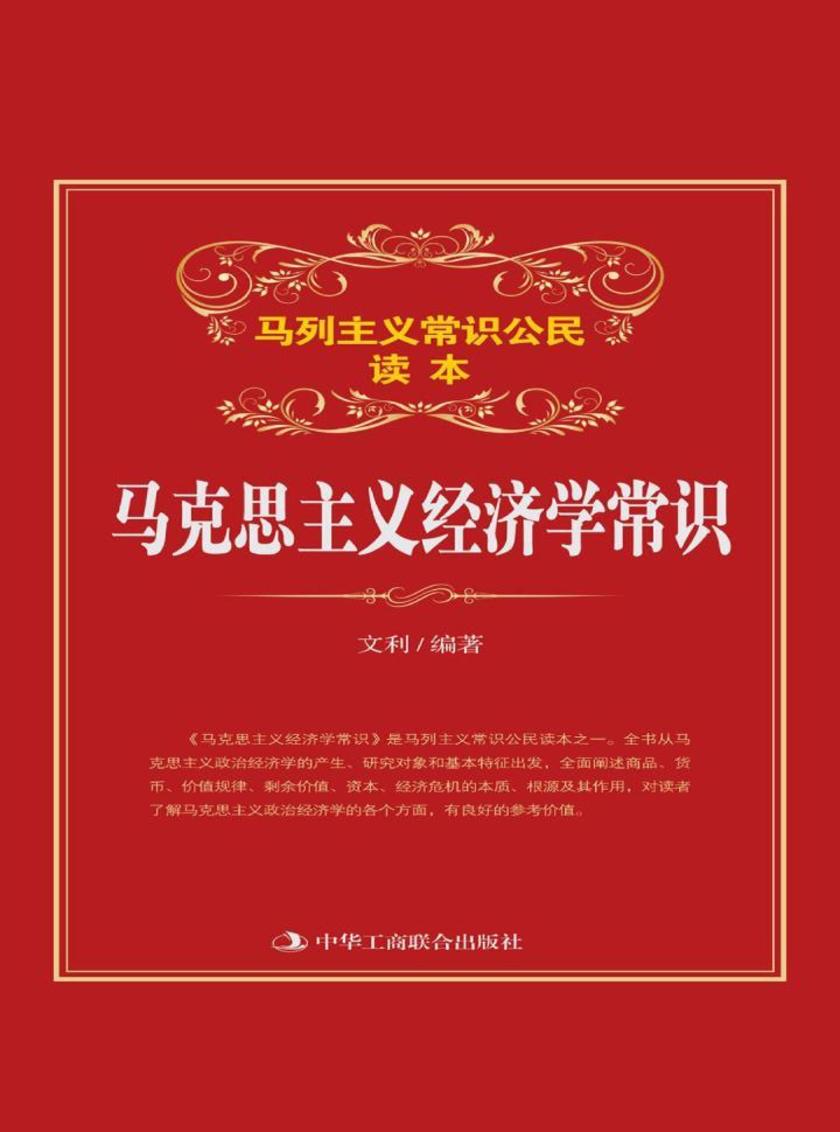 马列主义常识公民
读本
马克思主义经济学常识
文利/编著
《马克思主义经济学常识》是马列主义常识公民读本之一。全书从马
克思主义政治经济学的产生、研究对象和基本特征出发，全面阐述商品、货
币、价值规律、剩余价值、资本、经济危机的本质、根源及其作用，对读者
了解马克思主义政治经济学的各个方面，有良好的参考价值。
中华工商联合出版社